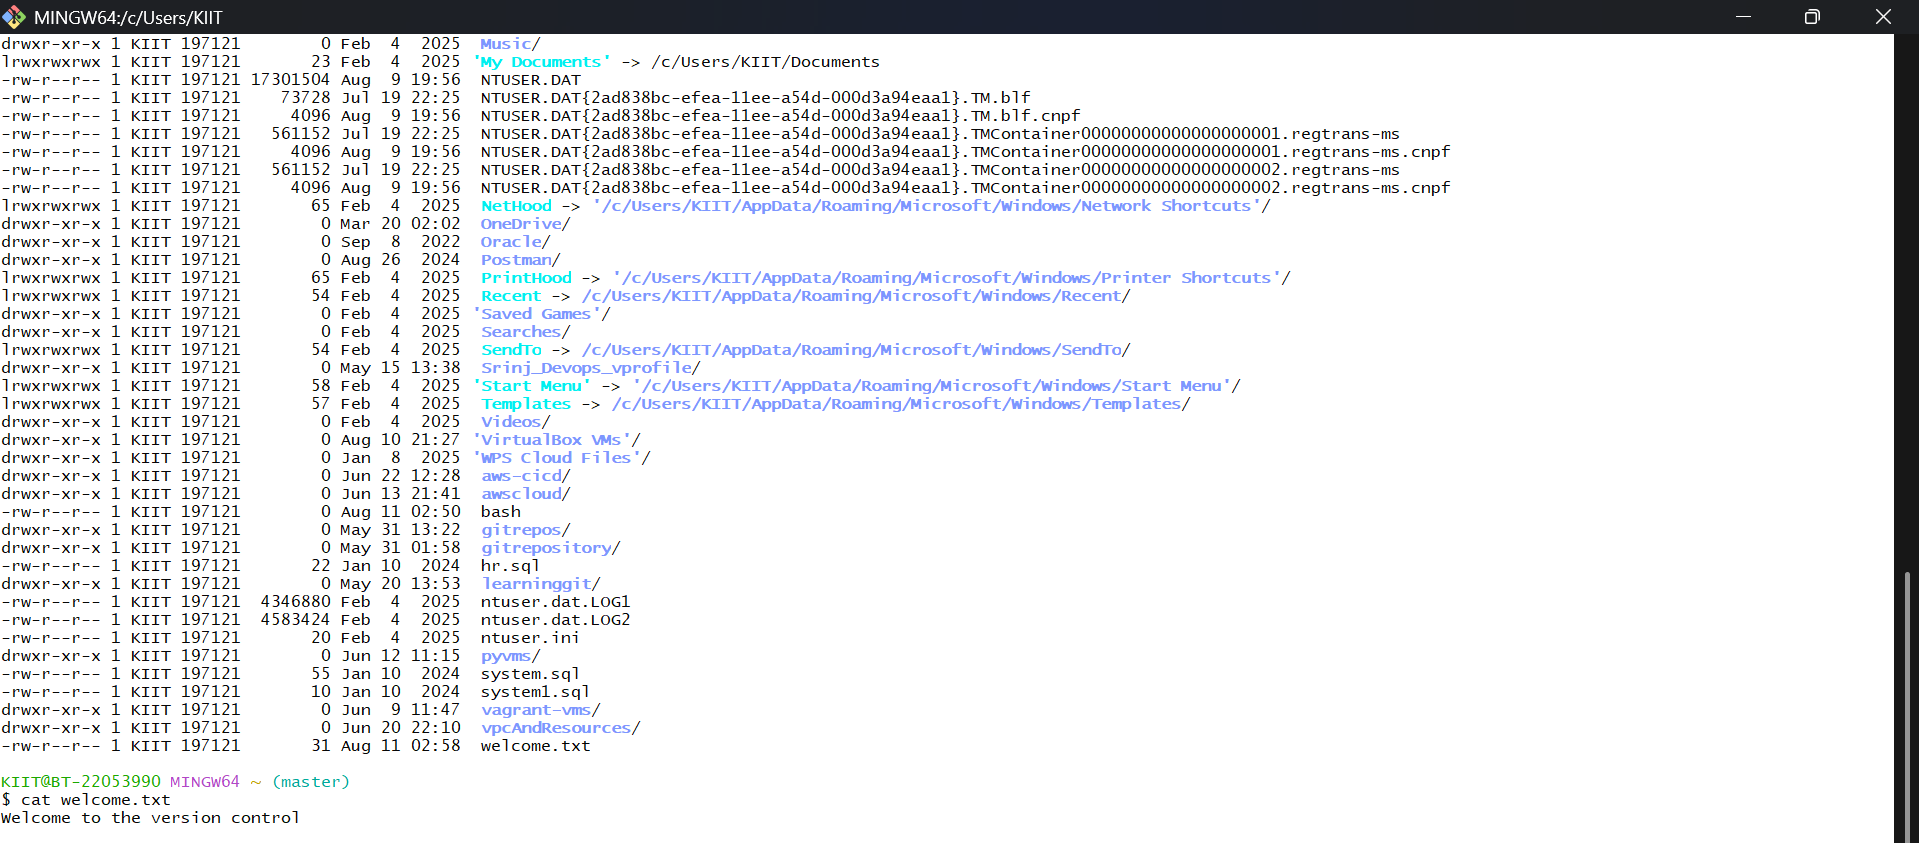 MINGW64:/c/Users/KIIT
drwxr-xr-x 1 KIIT 197121        0 Feb  4  2025  Music/
lrwxrwxrwx 1 KIIT 197121       23 Feb  4  2025 'My Documents' -> /c/Users/KIIT/Documents
-rw-r--r-- 1 KIIT 197121 17301504 Aug  9 19:56  NTUSER.DAT
-rw-r--r-- 1 KIIT 197121    73728 Jul 19 22:25  NTUSER.DAT{2ad838bc-efea-11ee-a54d-000d3a94eaa1}.TM.blf
-rw-r--r-- 1 KIIT 197121     4096 Aug  9 19:56  NTUSER.DAT{2ad838bc-efea-11ee-a54d-000d3a94eaa1}.TM.blf.cnpf
-rw-r--r-- 1 KIIT 197121   561152 Jul 19 22:25  NTUSER.DAT{2ad838bc-efea-11ee-a54d-000d3a94eaa1}.TMContainer00000000000000000001.regtrans-ms
-rw-r--r-- 1 KIIT 197121     4096 Aug  9 19:56  NTUSER.DAT{2ad838bc-efea-11ee-a54d-000d3a94eaa1}.TMContainer00000000000000000001.regtrans-ms.cnpf
-rw-r--r-- 1 KIIT 197121   561152 Jul 19 22:25  NTUSER.DAT{2ad838bc-efea-11ee-a54d-000d3a94eaa1}.TMContainer00000000000000000002.regtrans-ms
-rw-r--r-- 1 KIIT 197121     4096 Aug  9 19:56  NTUSER.DAT{2ad838bc-efea-11ee-a54d-000d3a94eaa1}.TMContainer00000000000000000002.regtrans-ms.cnpf
lrwxrwxrwx 1 KIIT 197121       65 Feb  4  2025  NetHood -> '/c/Users/KIIT/AppData/Roaming/Microsoft/Windows/Network Shortcuts'/
drwxr-xr-x 1 KIIT 197121        0 Mar 20 02:02  OneDrive/
drwxr-xr-x 1 KIIT 197121        0 Sep  8  2022  Oracle/
drwxr-xr-x 1 KIIT 197121        0 Aug 26  2024  Postman/
lrwxrwxrwx 1 KIIT 197121       65 Feb  4  2025  PrintHood -> '/c/Users/KIIT/AppData/Roaming/Microsoft/Windows/Printer Shortcuts'/
lrwxrwxrwx 1 KIIT 197121       54 Feb  4  2025  Recent -> /c/Users/KIIT/AppData/Roaming/Microsoft/Windows/Recent/
drwxr-xr-x 1 KIIT 197121        0 Feb  4  2025 'Saved Games'/
drwxr-xr-x 1 KIIT 197121        0 Feb  4  2025  Searches/
lrwxrwxrwx 1 KIIT 197121       54 Feb  4  2025  SendTo -> /c/Users/KIIT/AppData/Roaming/Microsoft/Windows/SendTo/
drwxr-xr-x 1 KIIT 197121        0 May 15 13:38  Srinj_Devops_vprofile/
lrwxrwxrwx 1 KIIT 197121       58 Feb  4  2025 'Start Menu' -> '/c/Users/KIIT/AppData/Roaming/Microsoft/Windows/Start Menu'/
lrwxrwxrwx 1 KIIT 197121       57 Feb  4  2025  Templates -> /c/Users/KIIT/AppData/Roaming/Microsoft/Windows/Templates/
drwxr-xr-x 1 KIIT 197121        0 Feb  4  2025  Videos/
drwxr-xr-x 1 KIIT 197121        0 Aug 10 21:27 'VirtualBox VMs'/
drwxr-xr-x 1 KIIT 197121        0 Jan  8  2025 'WPS Cloud Files'/
drwxr-xr-x 1 KIIT 197121        0 Jun 22 12:28  aws-cicd/
drwxr-xr-x 1 KIIT 197121        0 Jun 13 21:41  awscloud/
-rw-r--r-- 1 KIIT 197121        0 Aug 11 02:50  bash
drwxr-xr-x 1 KIIT 197121        0 May 31 13:22  gitrepos/
drwxr-xr-x 1 KIIT 197121        0 May 31 01:58  gitrepository/
-rw-r--r-- 1 KIIT 197121       22 Jan 10  2024  hr.sql
drwxr-xr-x 1 KIIT 197121        0 May 20 13:53  learninggit/
-rw-r--r-- 1 KIIT 197121  4346880 Feb  4  2025  ntuser.dat.LOG1
-rw-r--r-- 1 KIIT 197121  4583424 Feb  4  2025  ntuser.dat.LOG2
-rw-r--r-- 1 KIIT 197121       20 Feb  4  2025  ntuser.ini
drwxr-xr-x 1 KIIT 197121        0 Jun 12 11:15  pyvms/
-rw-r--r-- 1 KIIT 197121       55 Jan 10  2024  system.sql
-rw-r--r-- 1 KIIT 197121       10 Jan 10  2024  system1.sql
drwxr-xr-x 1 KIIT 197121        0 Jun  9 11:47  vagrant-vms/
drwxr-xr-x 1 KIIT 197121        0 Jun 20 22:10  vpcAndResources/
-rw-r--r-- 1 KIIT 197121       31 Aug 11 02:58  welcome.txt
KIIT@BT-22053990 MINGW64 ~ (master)
$ cat welcome.txt
Welcome to the version control